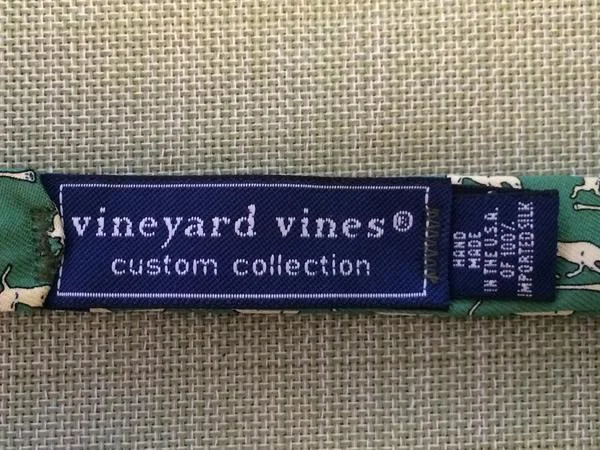 vineyard vines®
custom collection
HAND
MADE
IN THE U.S.A.
OF 100%
IMPORTED SILK